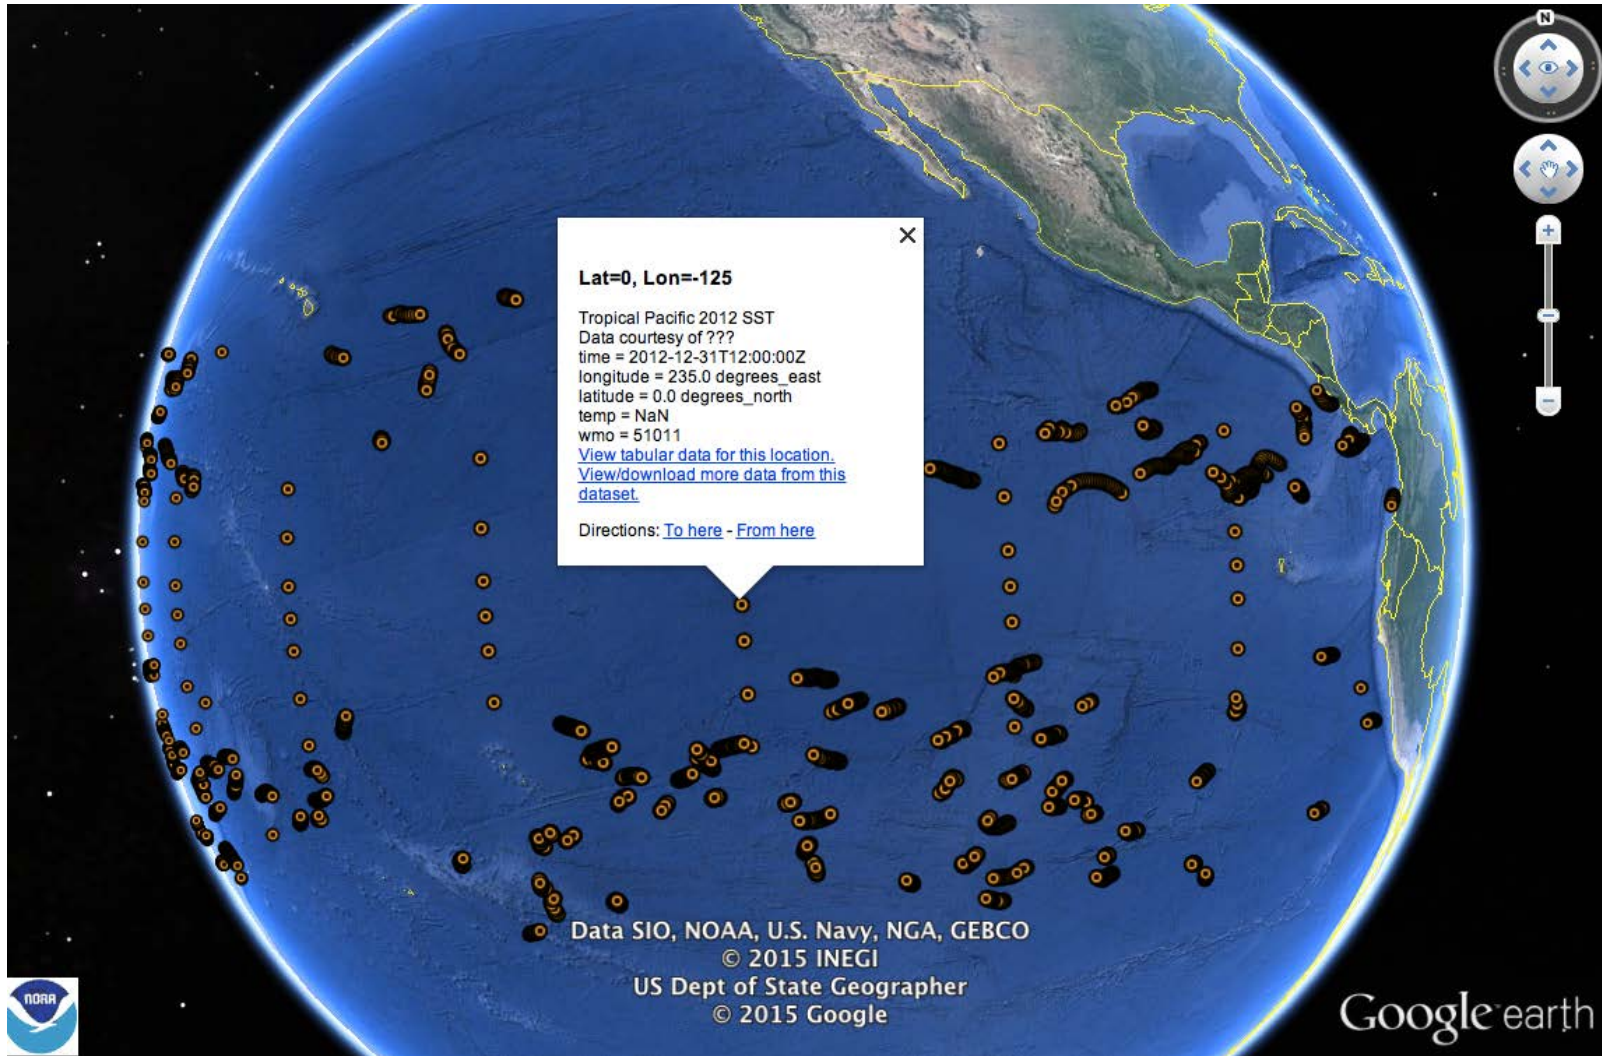 N
Lat=0, Lon=-125
Tropical Pacific 2012 SST
Data courtesy of ???
time = 2012-12-31T12:00:00Z
longitude = 235.0 degrees_east
latitude = 0.0 degrees_north
temp = NaN
wmo = 51011
View tabular data for this location.
View/download more data from this
dataset.
Directions: To here - From here
Data SIO, NOAA, U.S. Navy, NGA, GEBCO
© 2015 INEGI
US Dept of State Geographer
© 2015 Google
NOAA
Google earth